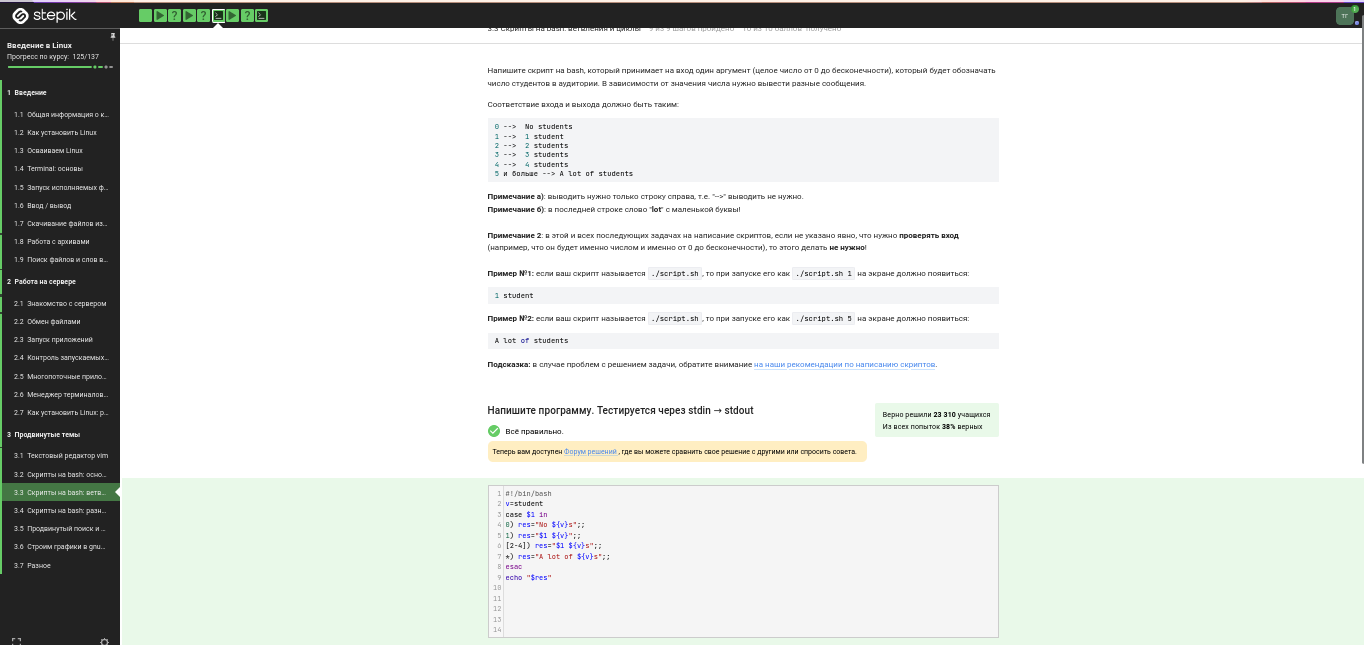 stepik
Введение в Linux
Прогресс по курсу: 125/137
1 Введение
1.1 Общая информация о к...
1.2 Как установить Linux
1.3 Осваиваем Linux
1.4 Terminal: основы
1.5 Запуск исполняемых ф...
1.6 Ввод / вывод
1.7 Скачивание файлов из...
1.8 Работа с архивами
1.9 Поиск файлов и слов в...
2 Работа на сервере
2.1 Знакомство с сервером
2.2 Обмен файлами
2.3 Запуск приложений
2.4 Контроль запускаемых...
2.5 Многопоточные прило...
2.6 Менеджер терминалов...
2.7 Как установить Linux: р...
3 Продвинутые темы
3.1 Текстовый редактор vim
3.2 Скрипты на bash: осно...
3.3 Скрипты на bash: ветв...
3.4 Скрипты на bash: разн...
3.5 Продвинутый поиск и ...
3.6 Строим графики в gnu...
3.7 Разное
3.3 Скрипты на bash: ветвления и циклы 9 из 9 шагов пройдено 10 из 10 баллов получено
Напишите скрипт на bash, который принимает на вход один аргумент (целое число от 0 до бесконечности), который будет обозначать
число студентов в аудитории. В зависимости от значения числа нужно вывести разные сообщения.
Соответствие входа и выхода должно быть таким:
0 --> No students
1 --> 1 student
2 --> 2 students
3 --> 3 students
4 --> 4 students
5 и больше --> A lot of students
Примечание а): выводить нужно только строку справа, т.е. "-->" выводить не нужно.
Примечание б): в последней строке слово "lot" с маленькой буквы!
Примечание 2: в этой и всех последующих задачах на написание скриптов, если не указано явно, что нужно проверять вход
(например, что он будет именно числом и именно от 0 до бесконечности), то этого делать не нужно!
Пример №1: если ваш скрипт называется ./script.sh, то при запуске его как ./script.sh 1 на экране должно появиться:
1 student
Пример №2: если ваш скрипт называется ./script.sh, то при запуске его как ./script.sh 5 на экране должно появиться:
A lot of students
Подсказка: в случае проблем с решением задачи, обратите внимание на наши рекомендации по написанию скриптов.
Напишите программу. Тестируется через stdin → stdout
Верно решили 23 310 учащихся
Из всех попыток 38% верных
Всё правильно.
Теперь вам доступен Форум решений, где вы можете сравнить свое решение с другими или спросить совета.
1 #!/bin/bash
2 v=student
3 case $1 in
4 0) res="No ${v}s";;
5 1) res="$1 ${v}";;
6 [2-4]) res="$1 ${v}s";;
7 *) res="A lot of ${v}s";;
8 esac
9 echo "$res"
10
11
12
13
14